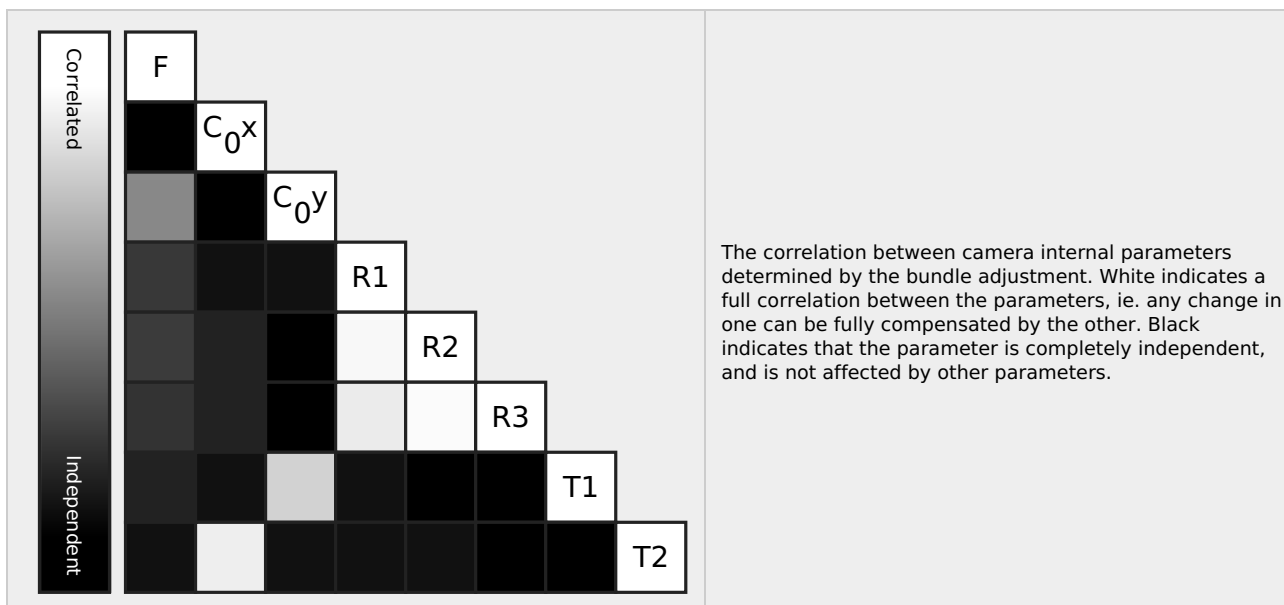 Correlated
Independent
F
C0x
C0y
R1
R2
R3
T1
T2
The correlation between camera internal parameters
determined by the bundle adjustment. White indicates a
full correlation between the parameters, ie. any change in
one can be fully compensated by the other. Black
indicates that the parameter is completely independent,
and is not affected by other parameters.